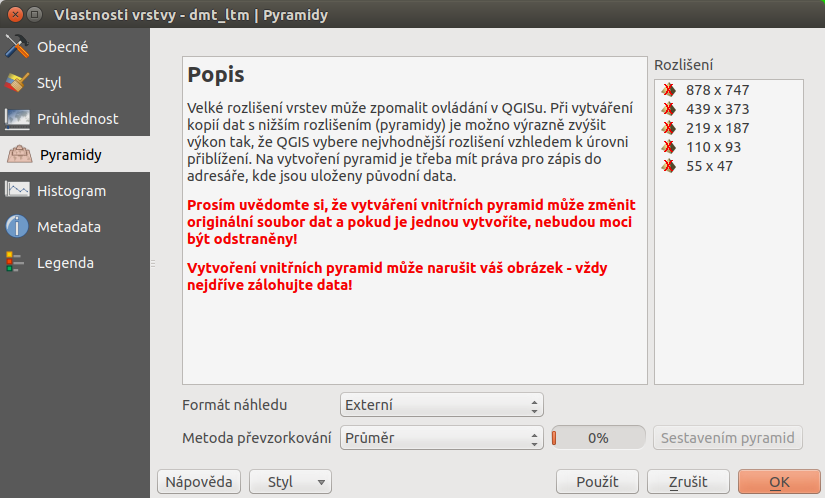 Vlastnosti vrstvy - dmt_ltm | Pyramidy
Obecné
Styl
Průhlednost
Pyramidy
Histogram
Metadata
Legenda
Popis
Velké rozlišení vrstev může zpomalit ovládání v QGISu. Při vytváření
kopií dat s nižším rozlišením (pyramidy) je možno výrazně zvýšit
výkon tak, že QGIS vybere nejvhodnější rozlišení vzhledem k úrovni
přiblížení. Na vytvoření pyramid je třeba mít práva pro zápis do
adresáře, kde jsou uloženy původní data.
Prosím uvědomte si, že vytváření vnitřních pyramid může změnit
originální soubor dat a pokud je jednou vytvoříte, nebudou moci
být odstraněny!
Vytvoření vnitřních pyramid může narušit váš obrázek - vždy
nejdříve zálohujte data!
Rozlišení
878 x 747
439 x 373
219 x 187
110 x 93
55 x 47
Formát náhledu
Externí
Metoda převzorkování
Průměr
0%
Sestavením pyramid
Nápověda
Styl
Použít
Zrušit
OK